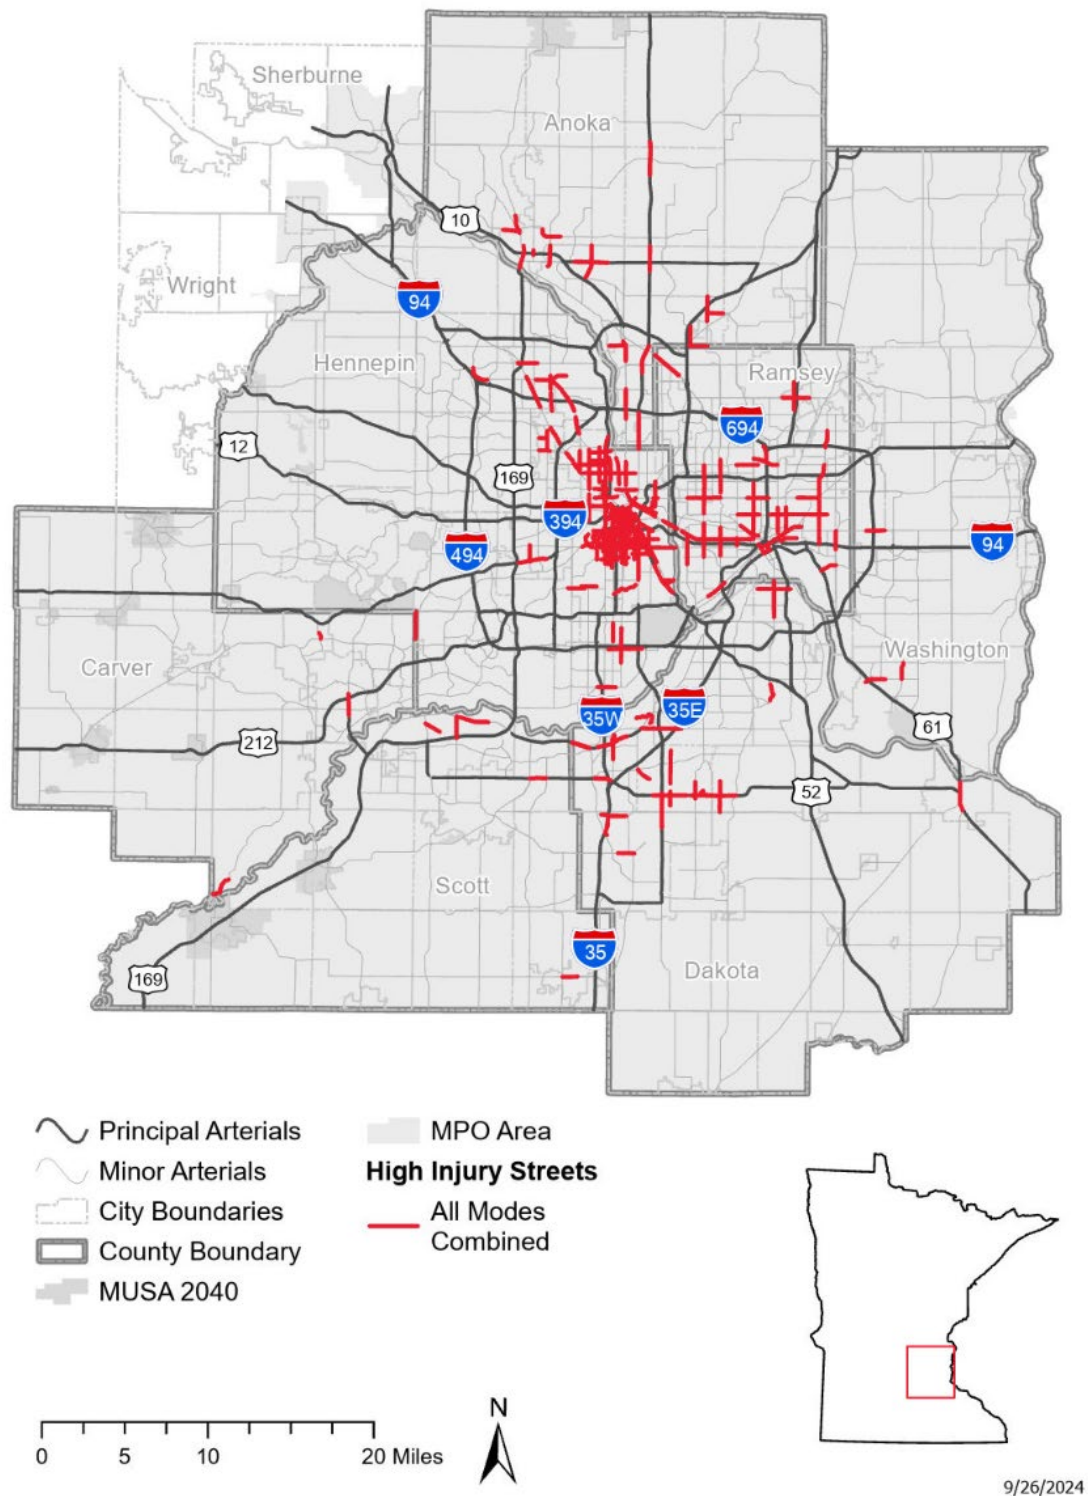 Sherburne
Anoka
10
Wright
94
Hennepin
Ramsey
694
12
169
394
494
94
Washington
Carver
35W
35E
212
61
52
Scott
35
Dakota
169
Principal Arterials
Minor Arterials
City Boundaries
County Boundary
MUSA 2040
MPO Area
High Injury Streets
All Modes
Combined
N
0 5 10 20 Miles
9/26/2024